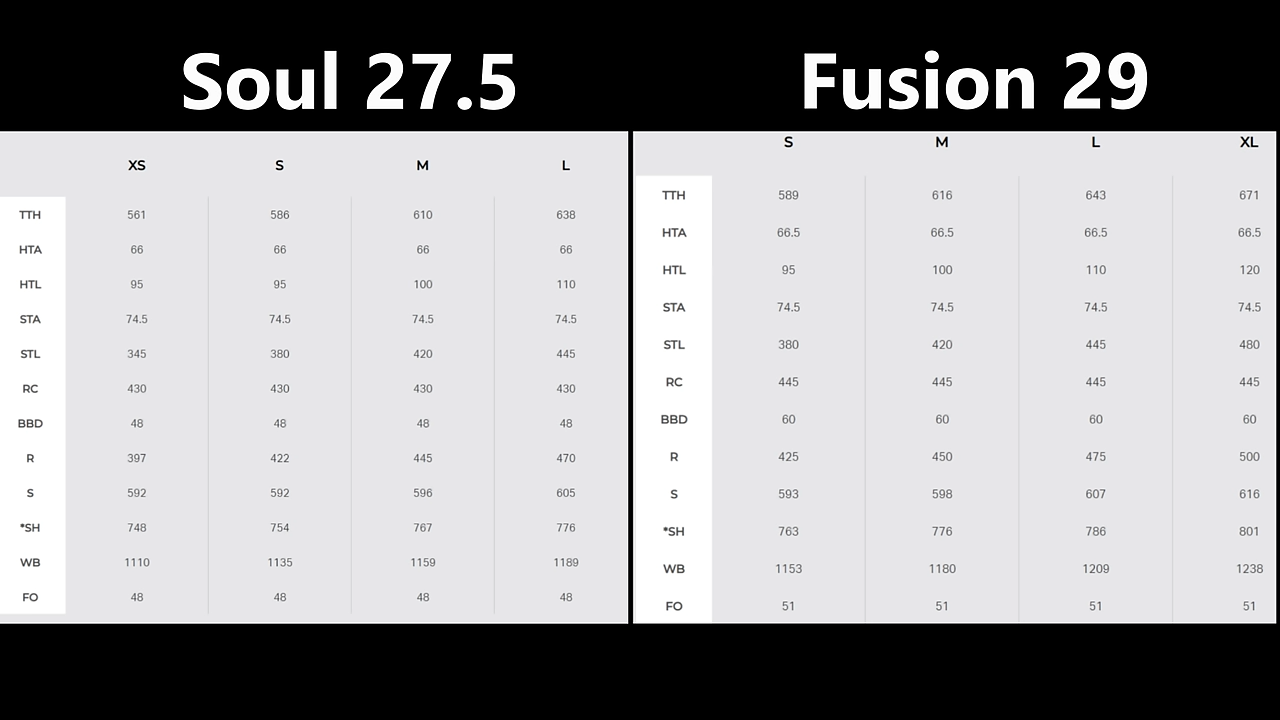 Soul 27.5
XS S M L
TTH 561 586 610 638
HTA 66 66 66 66
HTL 95 95 100 110
STA 74.5 74.5 74.5 74.5
STL 345 380 420 445
RC 430 430 430 430
BBD 48 48 48 48
R 397 422 445 470
S 592 592 596 605
*SH 748 754 767 776
WB 1110 1135 1159 1189
FO 48 48 48 48
Fusion 29
S M L XL
TTH 589 616 643 671
HTA 66.5 66.5 66.5 66.5
HTL 95 100 110 120
STA 74.5 74.5 74.5 74.5
STL 380 420 445 480
RC 445 445 445 445
BBD 60 60 60 60
R 425 450 475 500
S 593 598 607 616
*SH 763 776 786 801
WB 1153 1180 1209 1238
FO 51 51 51 51